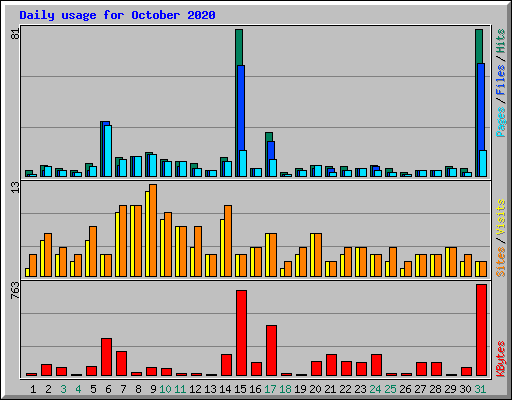 Daily usage for October 2020
81
Pages / Files / Hits
13
Sites / Visits
763
KBytes
1 2 3 4 5 6 7 8 9 10 11 12 13 14 15 16 17 18 19 20 21 22 23 24 25 26 27 28 29 30 31